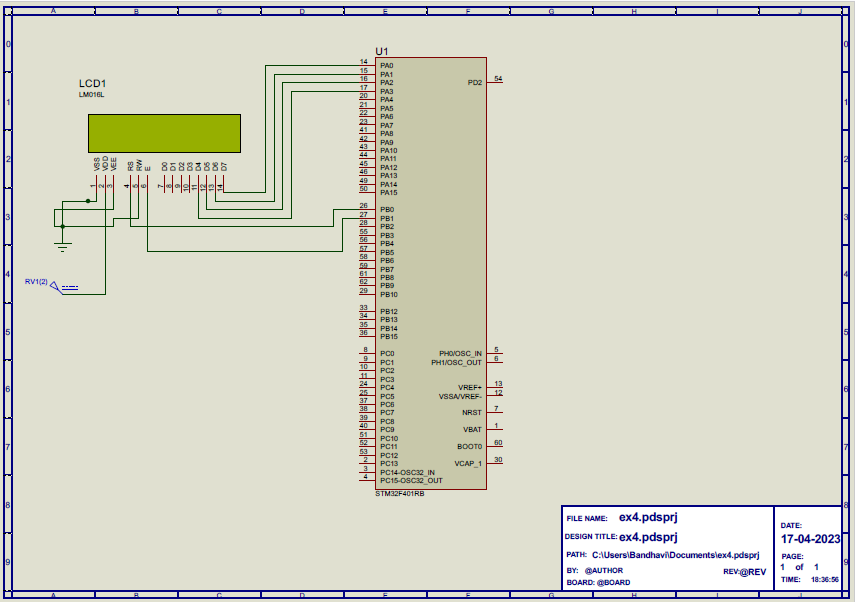 A B C D E F G H J
0
1
2
3
4
5
6
7
8
9
LCD1
LM016L
VSS VDD VEE RS RW E D0 D1 D2 D3 D4 D5 D6 D7
1 2 3 4 5 6 7 8 9 10 11 12 13 14
RV1(2)
U1
14 PA0
15 PA1
16 PA2
17 PA3
20 PA4
21 PA5
22 PA6
23 PA7
41 PA8
42 PA9
43 PA10
44 PA11
45 PA12
46 PA13
49 PA14
50 PA15
26 PB0
27 PB1
28 PB2
55 PB3
56 PB4
57 PB5
58 PB6
59 PB7
61 PB8
62 PB9
29 PB10
33 PB12
34 PB13
35 PB14
36 PB15
8 PC0
9 PC1
10 PC2
11 PC3
24 PC4
25 PC5
37 PC6
38 PC7
39 PC8
40 PC9
51 PC10
52 PC11
53 PC12
2 PC13
3 PC14-OSC32_IN
4 PC15-OSC32_OUT
PD2 54
PH0/OSC_IN 5
PH1/OSC_OUT 6
VREF+ 13
VSSA/VREF- 12
NRST 7
VBAT 1
BOOT0 60
VCAP_1 30
STM32F401RB
FILE NAME: ex4.pdsprj
DESIGN TITLE: ex4.pdsprj
PATH: C:\Users\Bandhavi\Documents\ex4.pdsprj
BY: @AUTHOR REV:@REV
BOARD: @BOARD
DATE:
17-04-2023
PAGE:
1 of 1
TIME: 18:36:56
0
1
2
3
4
5
6
7
8
9
A B C D E F G H J